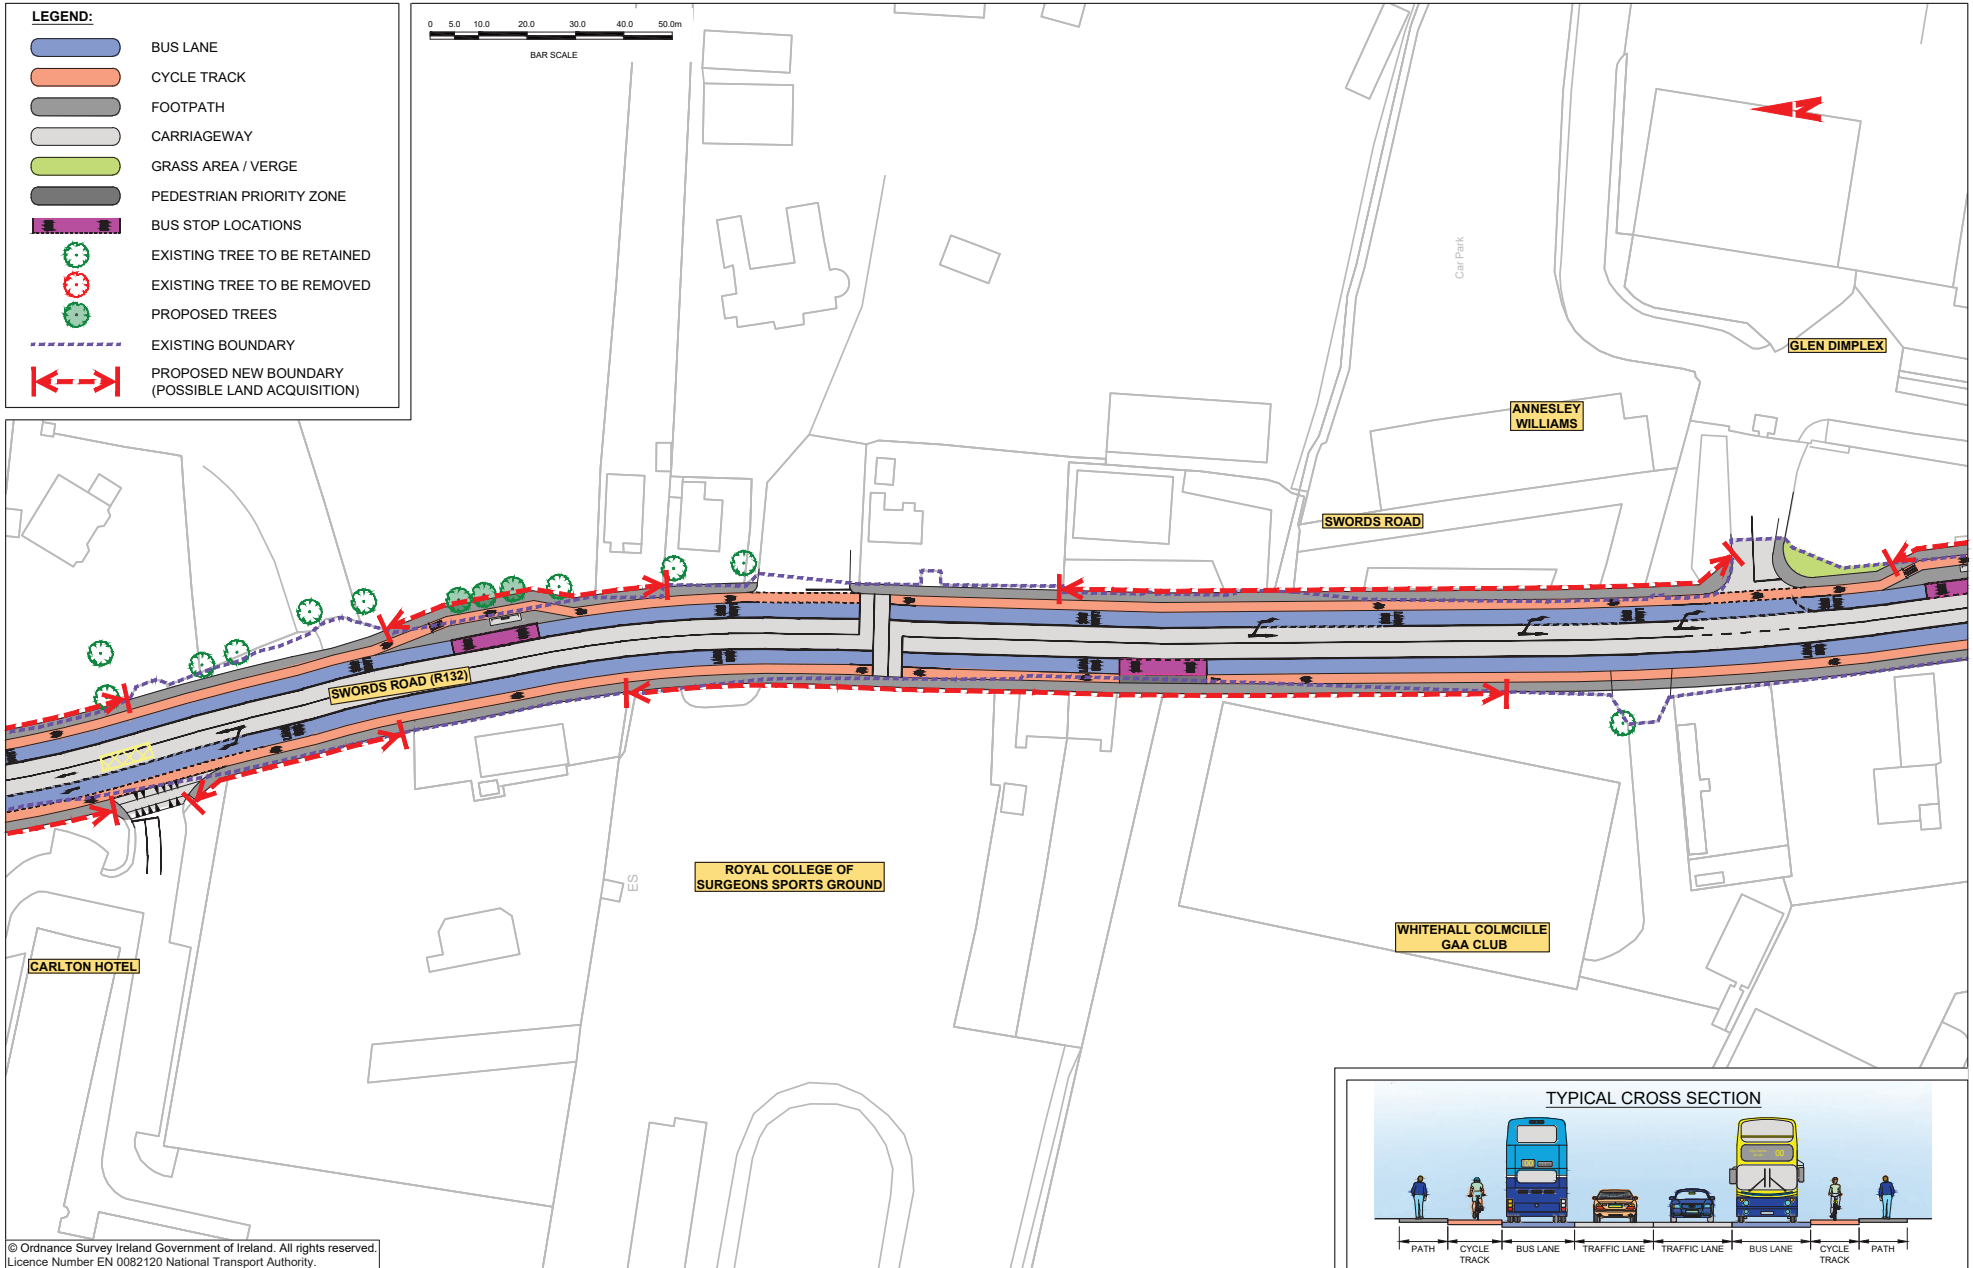 LEGEND:
BUS LANE
CYCLE TRACK
FOOTPATH
CARRIAGEWAY
GRASS AREA / VERGE
PEDESTRIAN PRIORITY ZONE
BUS STOP LOCATIONS
EXISTING TREE TO BE RETAINED
EXISTING TREE TO BE REMOVED
PROPOSED TREES
EXISTING BOUNDARY
PROPOSED NEW BOUNDARY
(POSSIBLE LAND ACQUISITION)
0 5.0 10.0 20.0 30.0 40.0 50.0m
BAR SCALE
Car Park
GLEN DIMPLEX
ANNESLEY
WILLIAMS
SWORDS ROAD
SWORDS ROAD (R132)
ES
ROYAL COLLEGE OF
SURGEONS SPORTS GROUND
WHITEHALL COLMCILLE
GAA CLUB
CARLTON HOTEL
TYPICAL CROSS SECTION
00
PATH
CYCLE
TRACK
BUS LANE
TRAFFIC LANE
TRAFFIC LANE
BUS LANE
CYCLE
TRACK
PATH
© Ordnance Survey Ireland Government of Ireland. All rights reserved.
Licence Number EN 0082120 National Transport Authority.